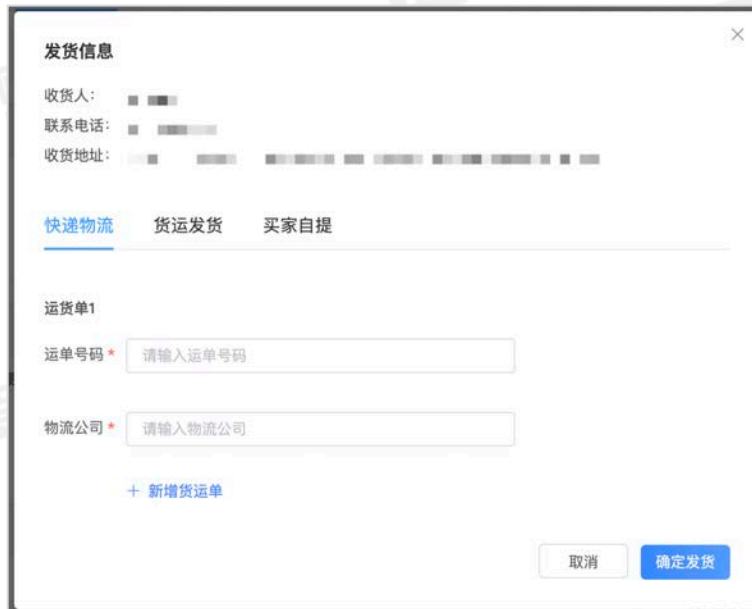 发货信息
收货人：
联系电话：
收货地址：
快递物流 货运发货 买家自提
运货单1
运单号码 * 请输入运单号码
物流公司 * 请输入物流公司
+ 新增货运单
取消 确定发货